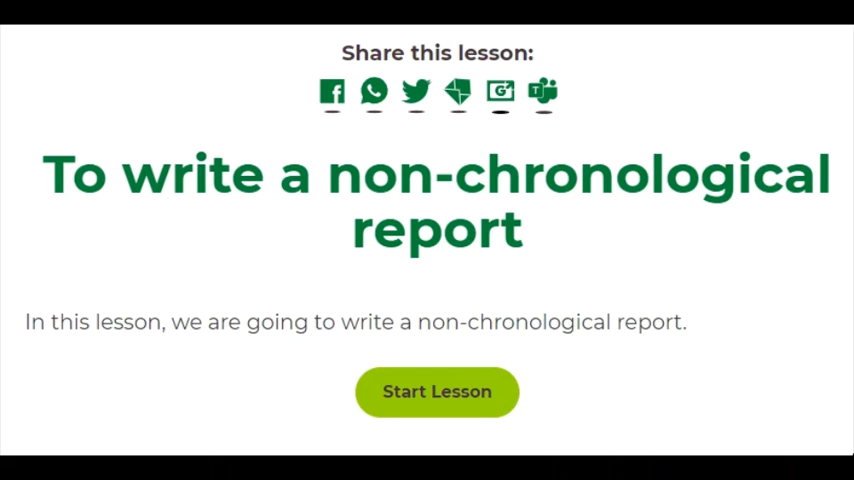 Share this lesson:
To write a non-chronological
report
In this lesson, we are going to write a non-chronological report.
Start Lesson